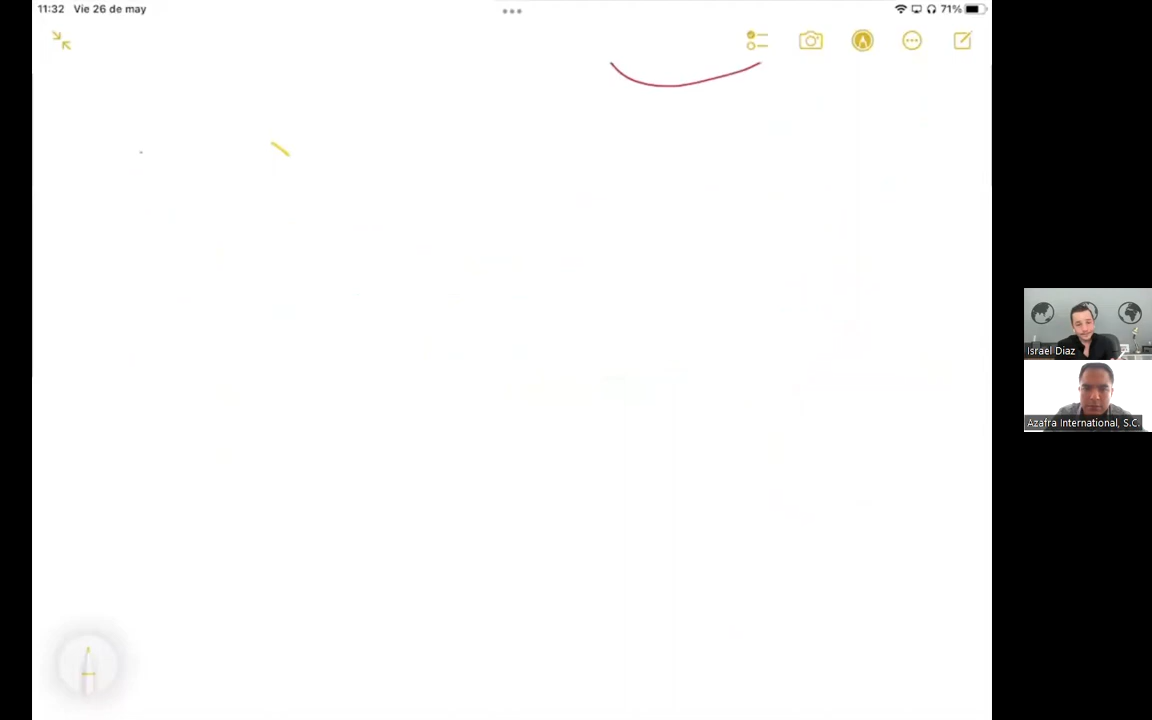 11:32 Vie 26 de may
71%
Israel Diaz
Azafra International, S.C.